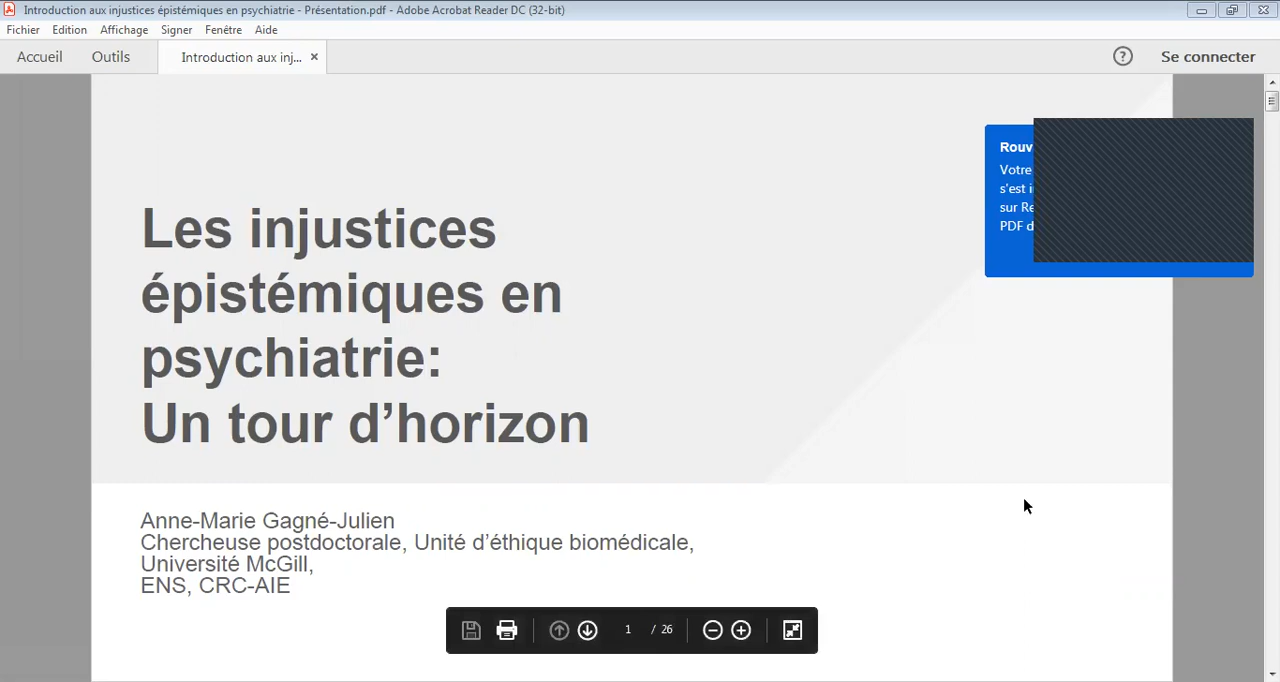 Introduction aux injustices épistémiques en psychiatrie - Présentation.pdf - Adobe Acrobat Reader DC (32-bit)
Fichier Edition Affichage Signer Fenêtre Aide
Accueil Outils Introduction aux inj... × ? Se connecter
Rouv
Votre
s'est i
sur Re
PDF d
Les injustices
épistémiques en
psychiatrie:
Un tour d’horizon
Anne-Marie Gagné-Julien
Chercheuse postdoctorale, Unité d’éthique biomédicale,
Université McGill,
ENS, CRC-AIE
1 / 26